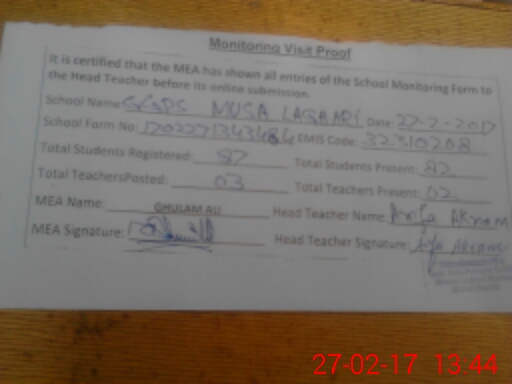 Monitoring Visit Proof
It is certified that the MEA has shown all entries of the School Monitoring Form to
the Head Teacher before its online submission.
School Name: GGPS MUSA LAGAARI Date: 27-2-2017
School Form No: EMIS Code: 32310208
Total Students Registered: 87 Total Students Present: 82
Total TeachersPosted: 03 Total Teachers Present: 02
MEA Name: GHULAM ALI Head Teacher Name: Akram
MEA Signature: Head Teacher Signature: Akram
27-02-17 13:44